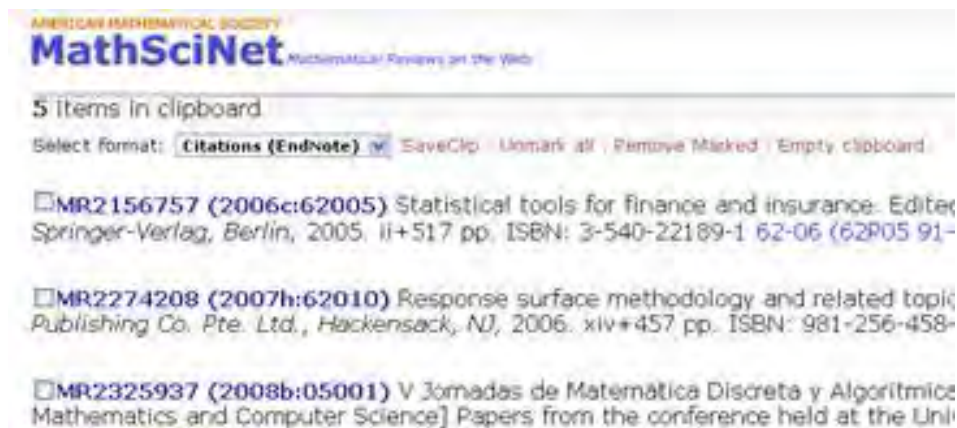 AMERICAN MATHEMATICAL SOCIETY
MathSciNet Mathematical Reviews on the Web
5 items in clipboard
Select format: Citations (EndNote) SaveClip Unmark all Remove Marked Empty clipboard
MR2156757 (2006c:62005) Statistical tools for finance and insurance. Edited
Springer-Verlag, Berlin, 2005. ii+517 pp. ISBN: 3-540-22189-1 62-06 (62P05 91-
MR2274208 (2007h:62010) Response surface methodology and related topic
Publishing Co. Pte. Ltd., Hackensack, NJ, 2006. xiv+457 pp. ISBN: 981-256-458-
MR2325937 (2008b:05001) V Jornadas de Matemática Discreta y Algorítmica
Mathematics and Computer Science] Papers from the conference held at the Univ